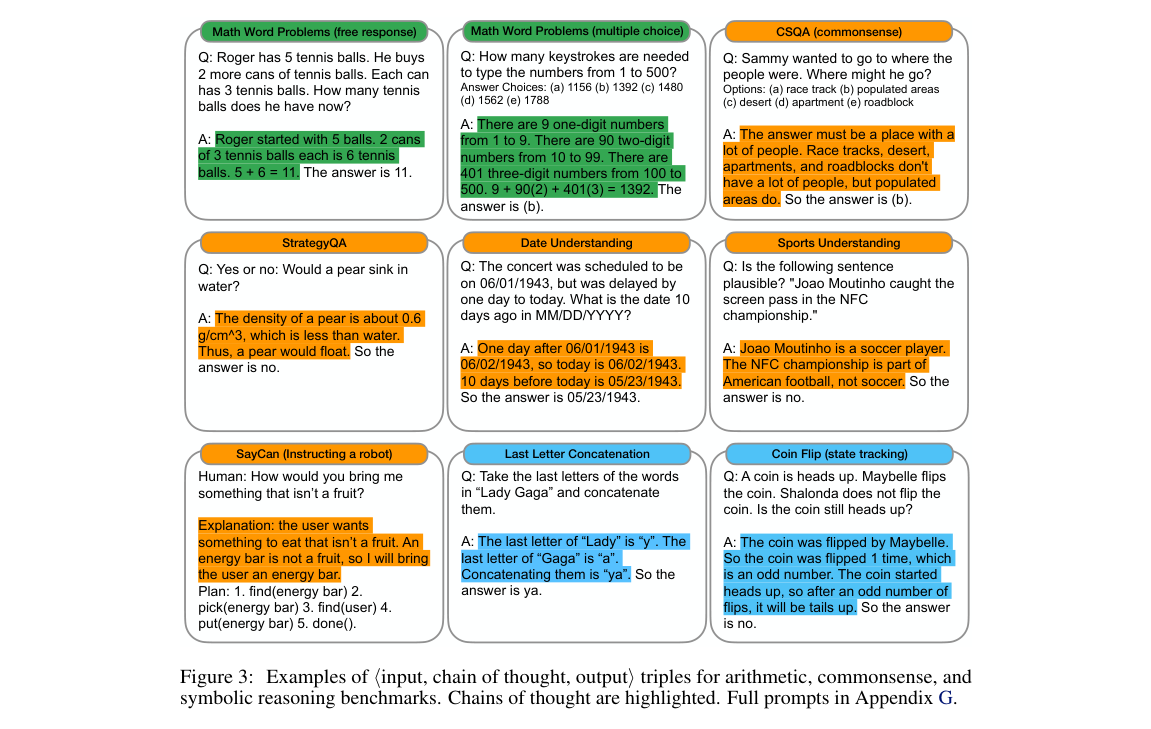 Math Word Problems (free response)
Q: Roger has 5 tennis balls. He buys
2 more cans of tennis balls. Each can
has 3 tennis balls. How many tennis
balls does he have now?
A: Roger started with 5 balls. 2 cans
of 3 tennis balls each is 6 tennis
balls. 5 + 6 = 11. The answer is 11.
Math Word Problems (multiple choice)
Q: How many keystrokes are needed
to type the numbers from 1 to 500?
Answer Choices: (a) 1156 (b) 1392 (c) 1480
(d) 1562 (e) 1788
A: There are 9 one-digit numbers
from 1 to 9. There are 90 two-digit
numbers from 10 to 99. There are
401 three-digit numbers from 100 to
500. 9 + 90(2) + 401(3) = 1392. The
answer is (b).
CSQA (commonsense)
Q: Sammy wanted to go to where the
people were. Where might he go?
Options: (a) race track (b) populated areas
(c) desert (d) apartment (e) roadblock
A: The answer must be a place with a
lot of people. Race tracks, desert,
apartments, and roadblocks don't
have a lot of people, but populated
areas do. So the answer is (b).
StrategyQA
Q: Yes or no: Would a pear sink in
water?
A: The density of a pear is about 0.6
g/cm^3, which is less than water.
Thus, a pear would float. So the
answer is no.
Date Understanding
Q: The concert was scheduled to be
on 06/01/1943, but was delayed by
one day to today. What is the date 10
days ago in MM/DD/YYYY?
A: One day after 06/01/1943 is
06/02/1943, so today is 06/02/1943.
10 days before today is 05/23/1943.
So the answer is 05/23/1943.
Sports Understanding
Q: Is the following sentence
plausible? "Joao Moutinho caught the
screen pass in the NFC
championship."
A: Joao Moutinho is a soccer player.
The NFC championship is part of
American football, not soccer. So the
answer is no.
SayCan (Instructing a robot)
Human: How would you bring me
something that isn’t a fruit?
Explanation: the user wants
something to eat that isn’t a fruit. An
energy bar is not a fruit, so I will bring
the user an energy bar.
Plan: 1. find(energy bar) 2.
pick(energy bar) 3. find(user) 4.
put(energy bar) 5. done().
Last Letter Concatenation
Q: Take the last letters of the words
in “Lady Gaga” and concatenate
them.
A: The last letter of “Lady” is “y”. The
last letter of “Gaga” is “a”.
Concatenating them is “ya”. So the
answer is ya.
Coin Flip (state tracking)
Q: A coin is heads up. Maybelle flips
the coin. Shalonda does not flip the
coin. Is the coin still heads up?
A: The coin was flipped by Maybelle.
So the coin was flipped 1 time, which
is an odd number. The coin started
heads up, so after an odd number of
flips, it will be tails up. So the answer
is no.
Figure 3: Examples of ⟨input, chain of thought, output⟩ triples for arithmetic, commonsense, and
symbolic reasoning benchmarks. Chains of thought are highlighted. Full prompts in Appendix G.